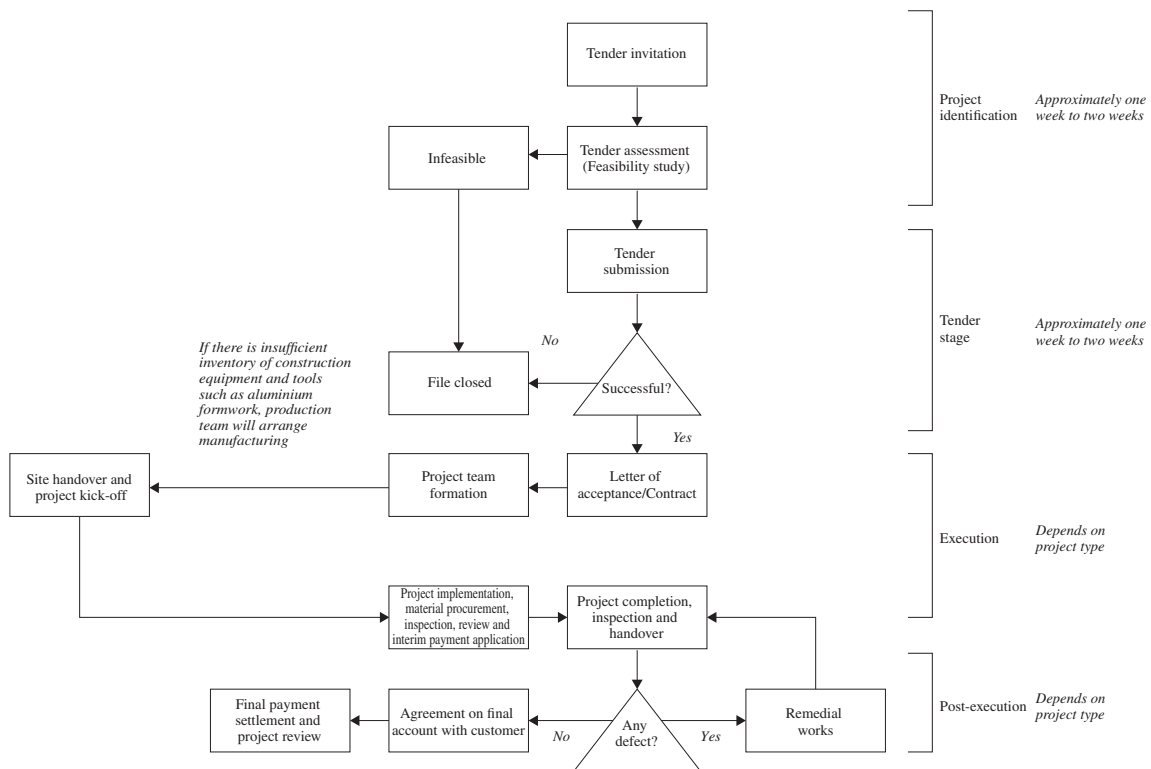 Tender invitation
Project
identification
Approximately one
week to two weeks
Infeasible
Tender assessment
(Feasibility study)
Tender
submission
Tender
stage
Approximately one
week to two weeks
If there is insufficient
inventory of construction
equipment and tools
such as aluminium
formwork, production
team will arrange
manufacturing
No
File closed
Successful?
Yes
Site handover and
project kick-off
Project team
formation
Letter of
acceptance/Contract
Execution
Depends on
project type
Project implementation,
material procurement,
inspection, review and
interim payment application
Project completion,
inspection and
handover
Final payment
settlement and
project review
Agreement on final
account with customer
No
Any
defect?
Yes
Remedial
works
Post-execution
Depends on
project type